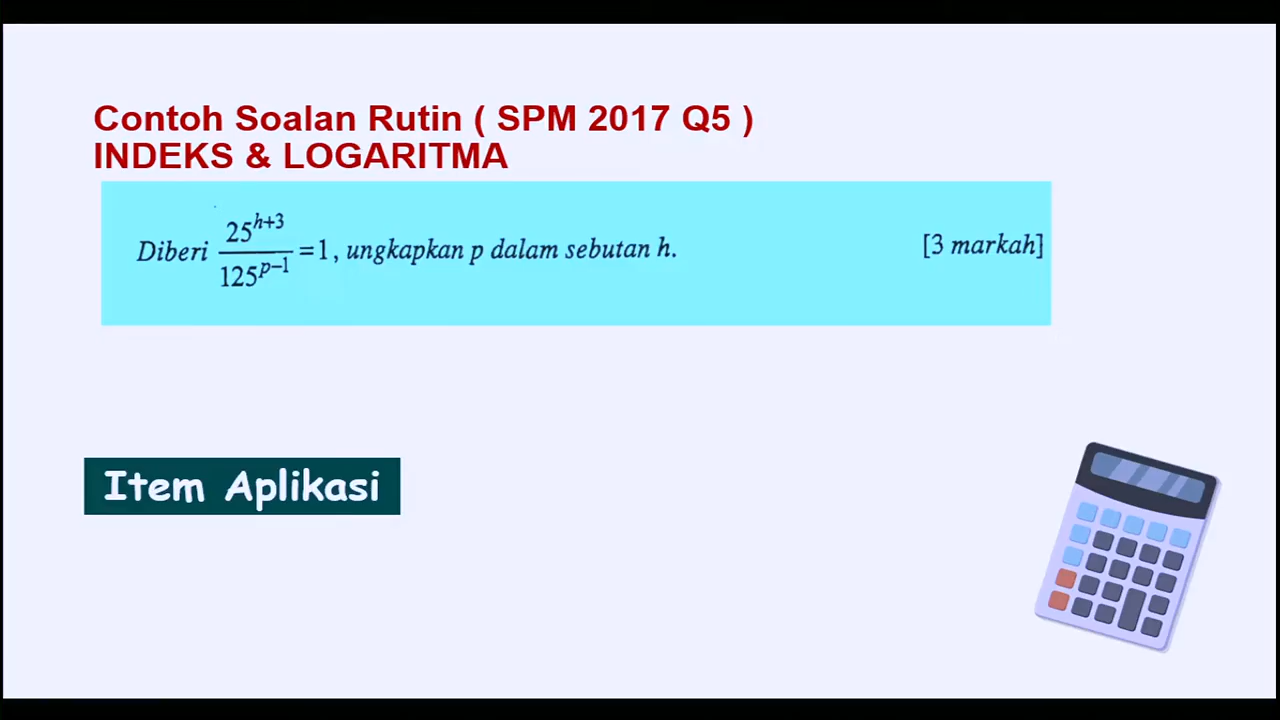 Contoh Soalan Rutin ( SPM 2017 Q5 )
INDEKS & LOGARITMA
Diberi \frac{25^{h+3}}{125^{p-1}} = 1, ungkapkan p dalam sebutan h. [3 markah]
Item Aplikasi